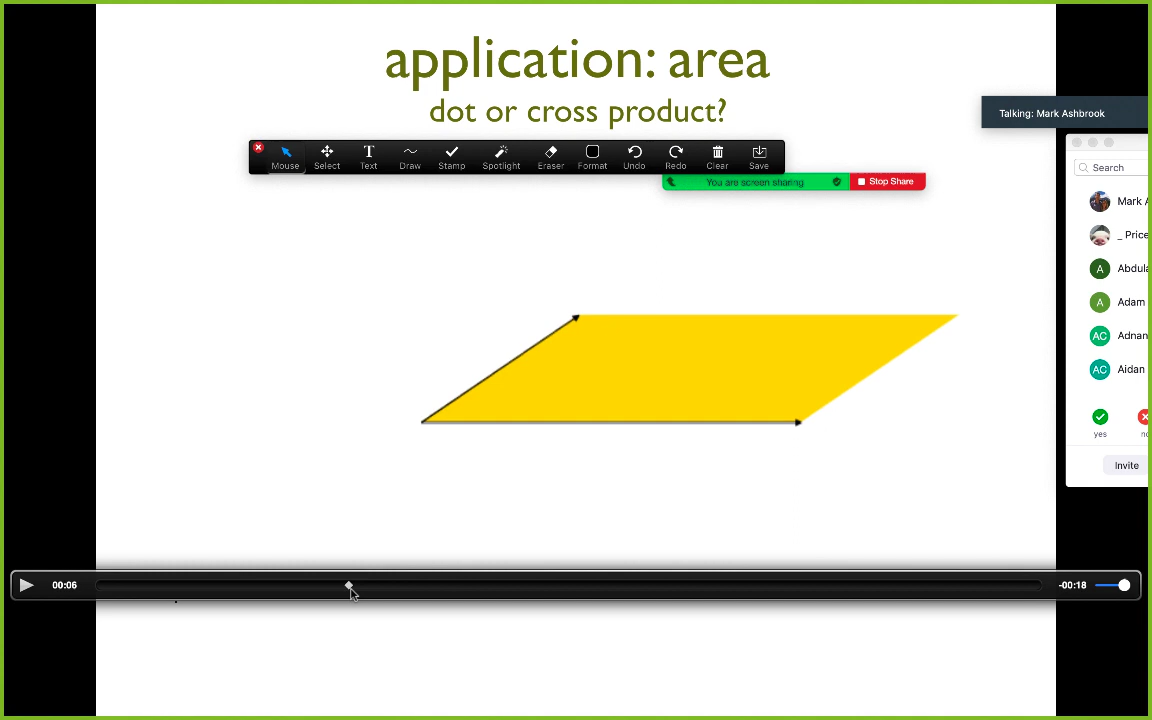 application: area
dot or cross product?
Talking: Mark Ashbrook
Mouse Select Text Draw Stamp Spotlight Eraser Format Undo Redo Clear Save
You are screen sharing Stop Share
Search
Mark A
_ Price
A Abdula
A Adam
AC Adnan
AC Aidan
yes no
Invite
00:06 -00:18